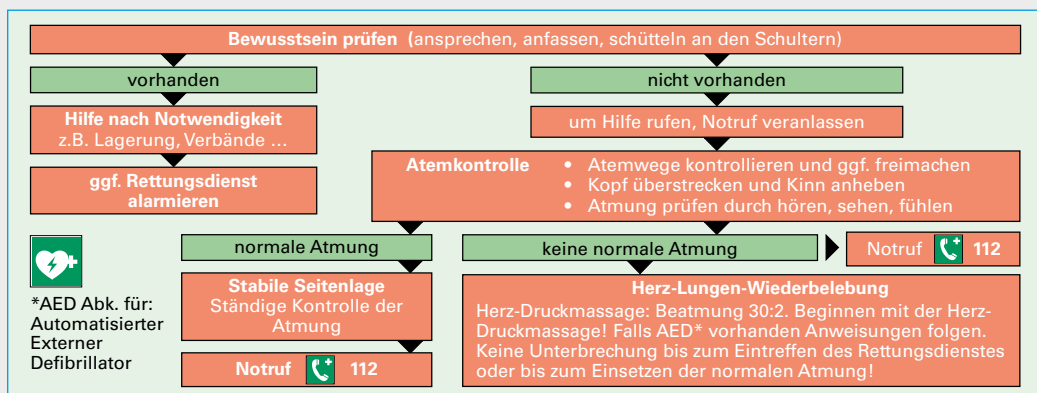 Bewusstsein prüfen (ansprechen, anfassen, schütteln an den Schultern)
vorhanden
nicht vorhanden
Hilfe nach Notwendigkeit
z.B. Lagerung, Verbände ...
um Hilfe rufen, Notruf veranlassen
ggf. Rettungsdienst
alarmieren
Atemkontrolle • Atemwege kontrollieren und ggf. freimachen
• Kopf überstrecken und Kinn anheben
• Atmung prüfen durch hören, sehen, fühlen
normale Atmung
keine normale Atmung
Notruf 112
Stabile Seitenlage
Ständige Kontrolle der
Atmung
Notruf 112
Herz-Lungen-Wiederbelebung
Herz-Druckmassage: Beatmung 30:2. Beginnen mit der Herz-
Druckmassage! Falls AED* vorhanden Anweisungen folgen.
Keine Unterbrechung bis zum Eintreffen des Rettungsdienstes
oder bis zum Einsetzen der normalen Atmung!
*AED Abk. für:
Automatisierter
Externer
Defibrillator